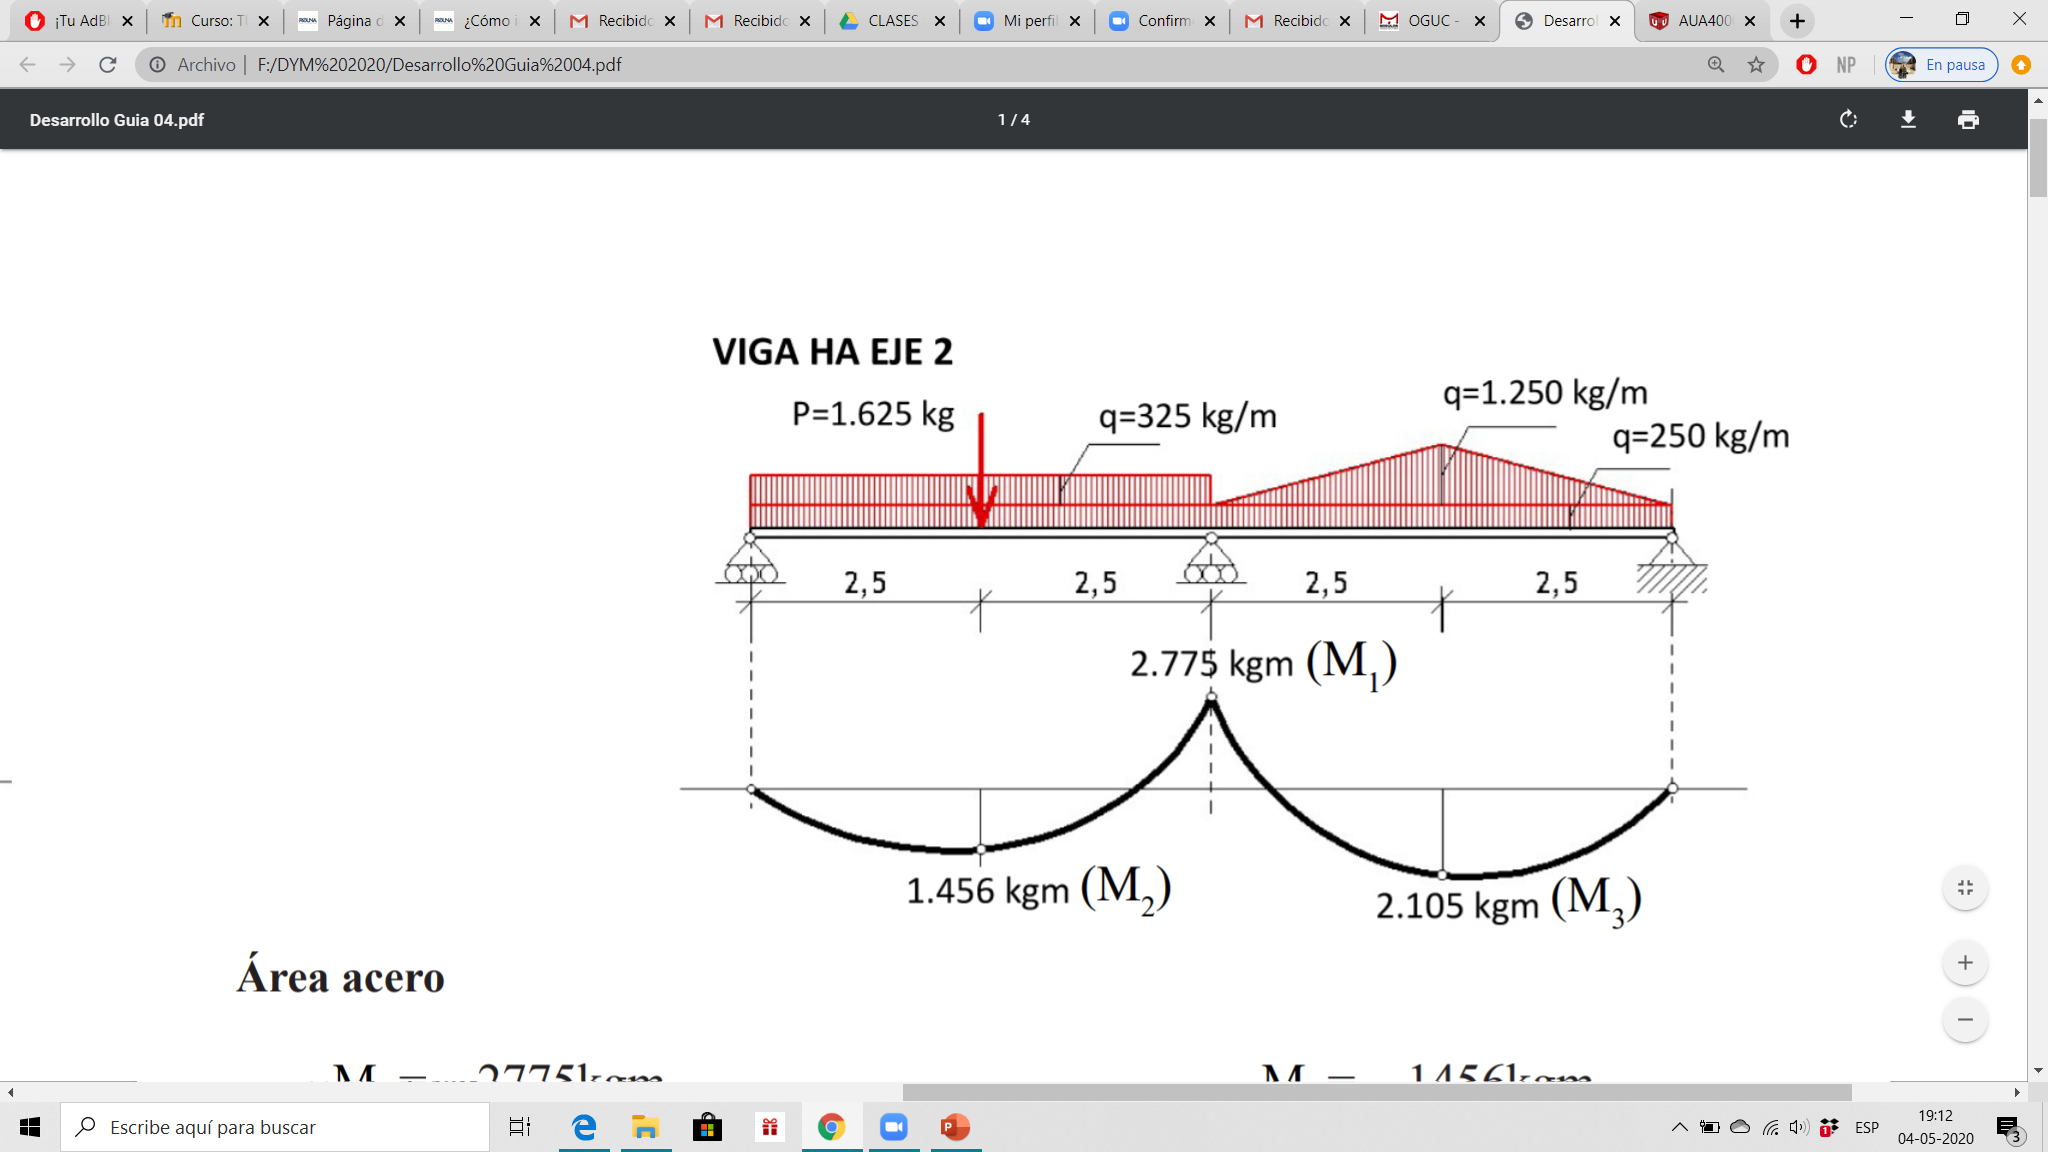 ¡Tu AdBl
Curso: T
Página d
¿Cómo i
Recibido
Recibido
CLASES
Mi perfil
Confirm
Recibido
OGUC -
Desarrol
AUA400
Archivo
F:/DYM%202020/Desarrollo%20Guia%2004.pdf
NP
En pausa
Desarrollo Guia 04.pdf
1 / 4
VIGA HA EJE 2
P=1.625 kg
q=325 kg/m
q=1.250 kg/m
q=250 kg/m
2,5
2,5
2,5
2,5
2.775 kgm (M1)
1.456 kgm (M2)
2.105 kgm (M3)
Área acero
M = 2775kgm
M = 1456kgm
Escribe aquí para buscar
ESP
19:12
04-05-2020
3